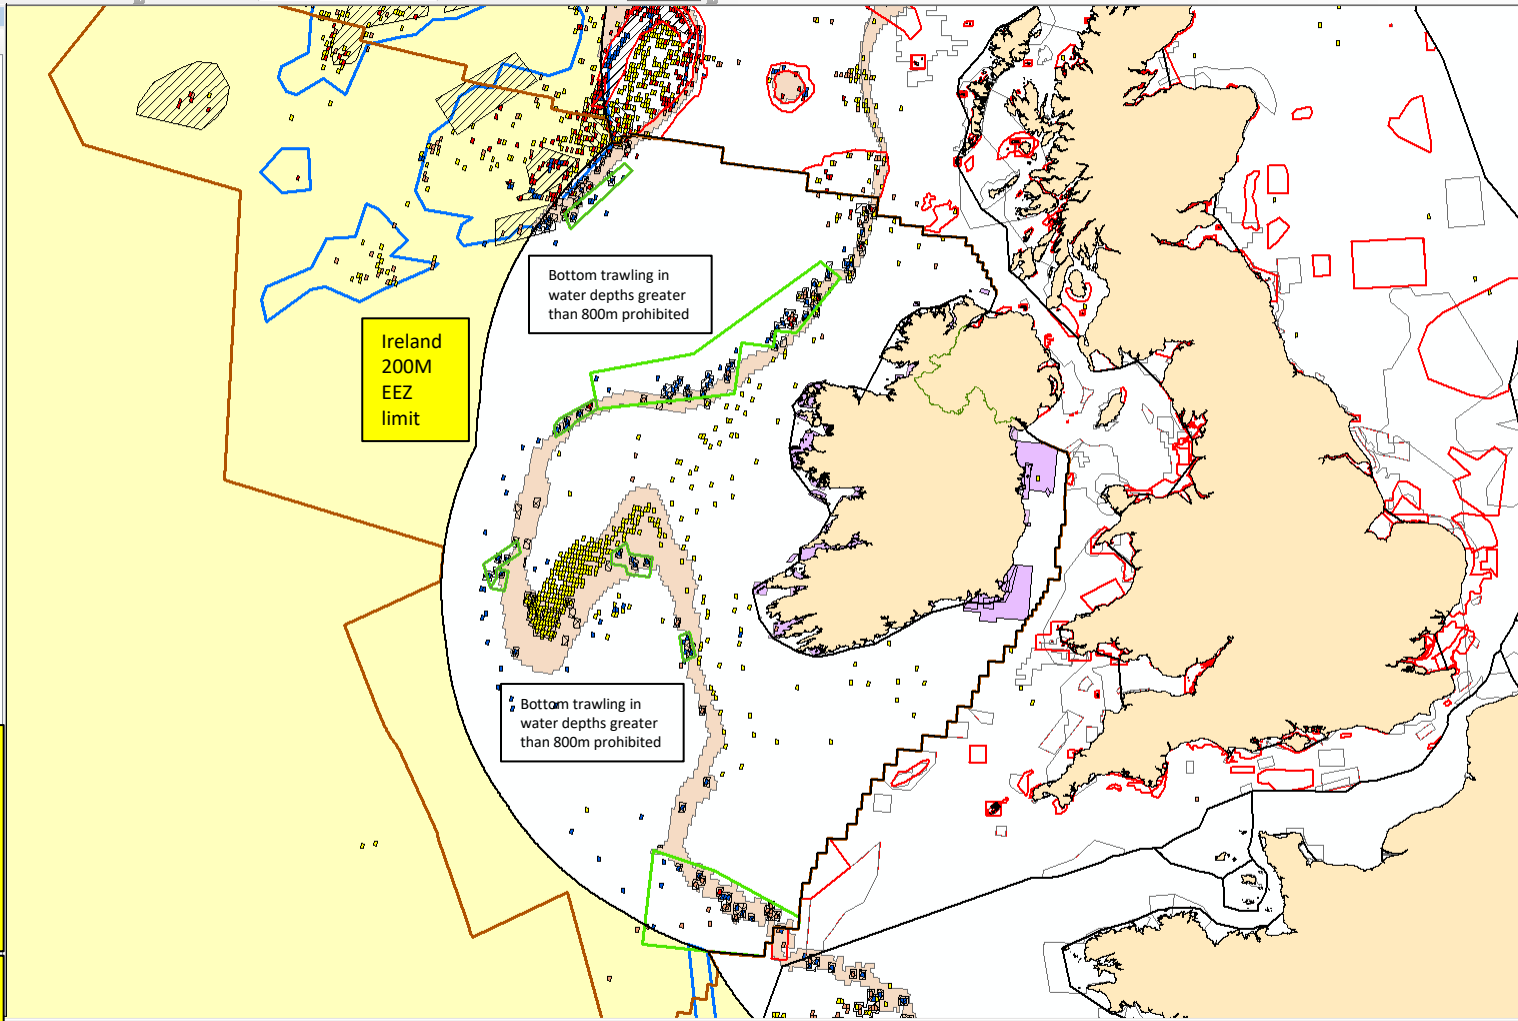 Bottom trawling in
water depths greater
than 800m prohibited
Ireland
200M
EEZ
limit
Bottom trawling in
water depths greater
than 800m prohibited